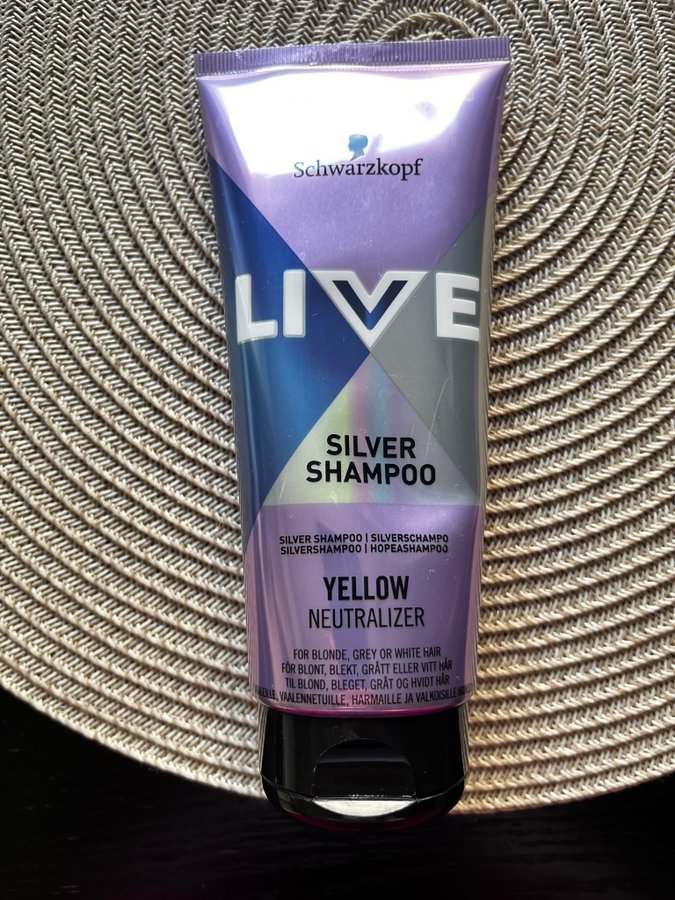 Schwarzkopf
LIVE
SILVER
SHAMPOO
SILVER SHAMPOO | SILVERSCHAMPO
SILVERSHAMPOO | HOPEASHAMPOO
YELLOW
NEUTRALIZER
FOR BLONDE, GREY OR WHITE HAIR
FÖR BLONT, BLEKT, GRÅTT ELLER VITT HÅR
TIL BLOND, BLEGET, GRÅT OG HVIDT HÅR
VAALENNETUILLE, HARMAILLE JA VALKOISILLE